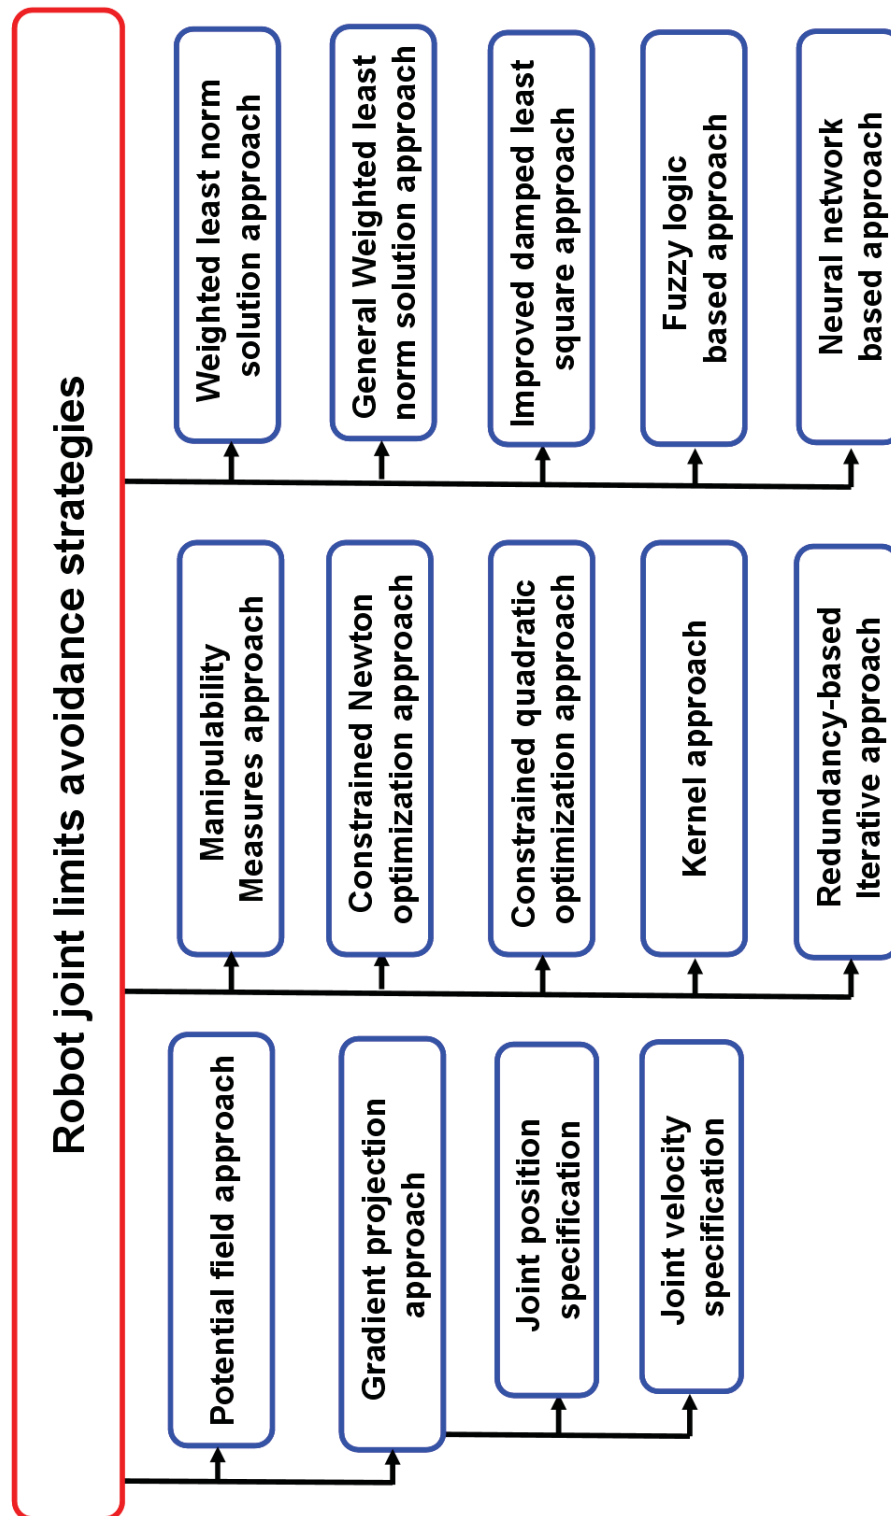 Robot joint limits avoidance strategies
Potential field approach
Gradient projection
approach
Joint position
specification
Joint velocity
specification
Manipulability
Measures approach
Constrained Newton
optimization approach
Constrained quadratic
optimization approach
Kernel approach
Redundancy-based
Iterative approach
Weighted least norm
solution approach
General Weighted least
norm solution approach
Improved damped least
square approach
Fuzzy logic
based approach
Neural network
based approach